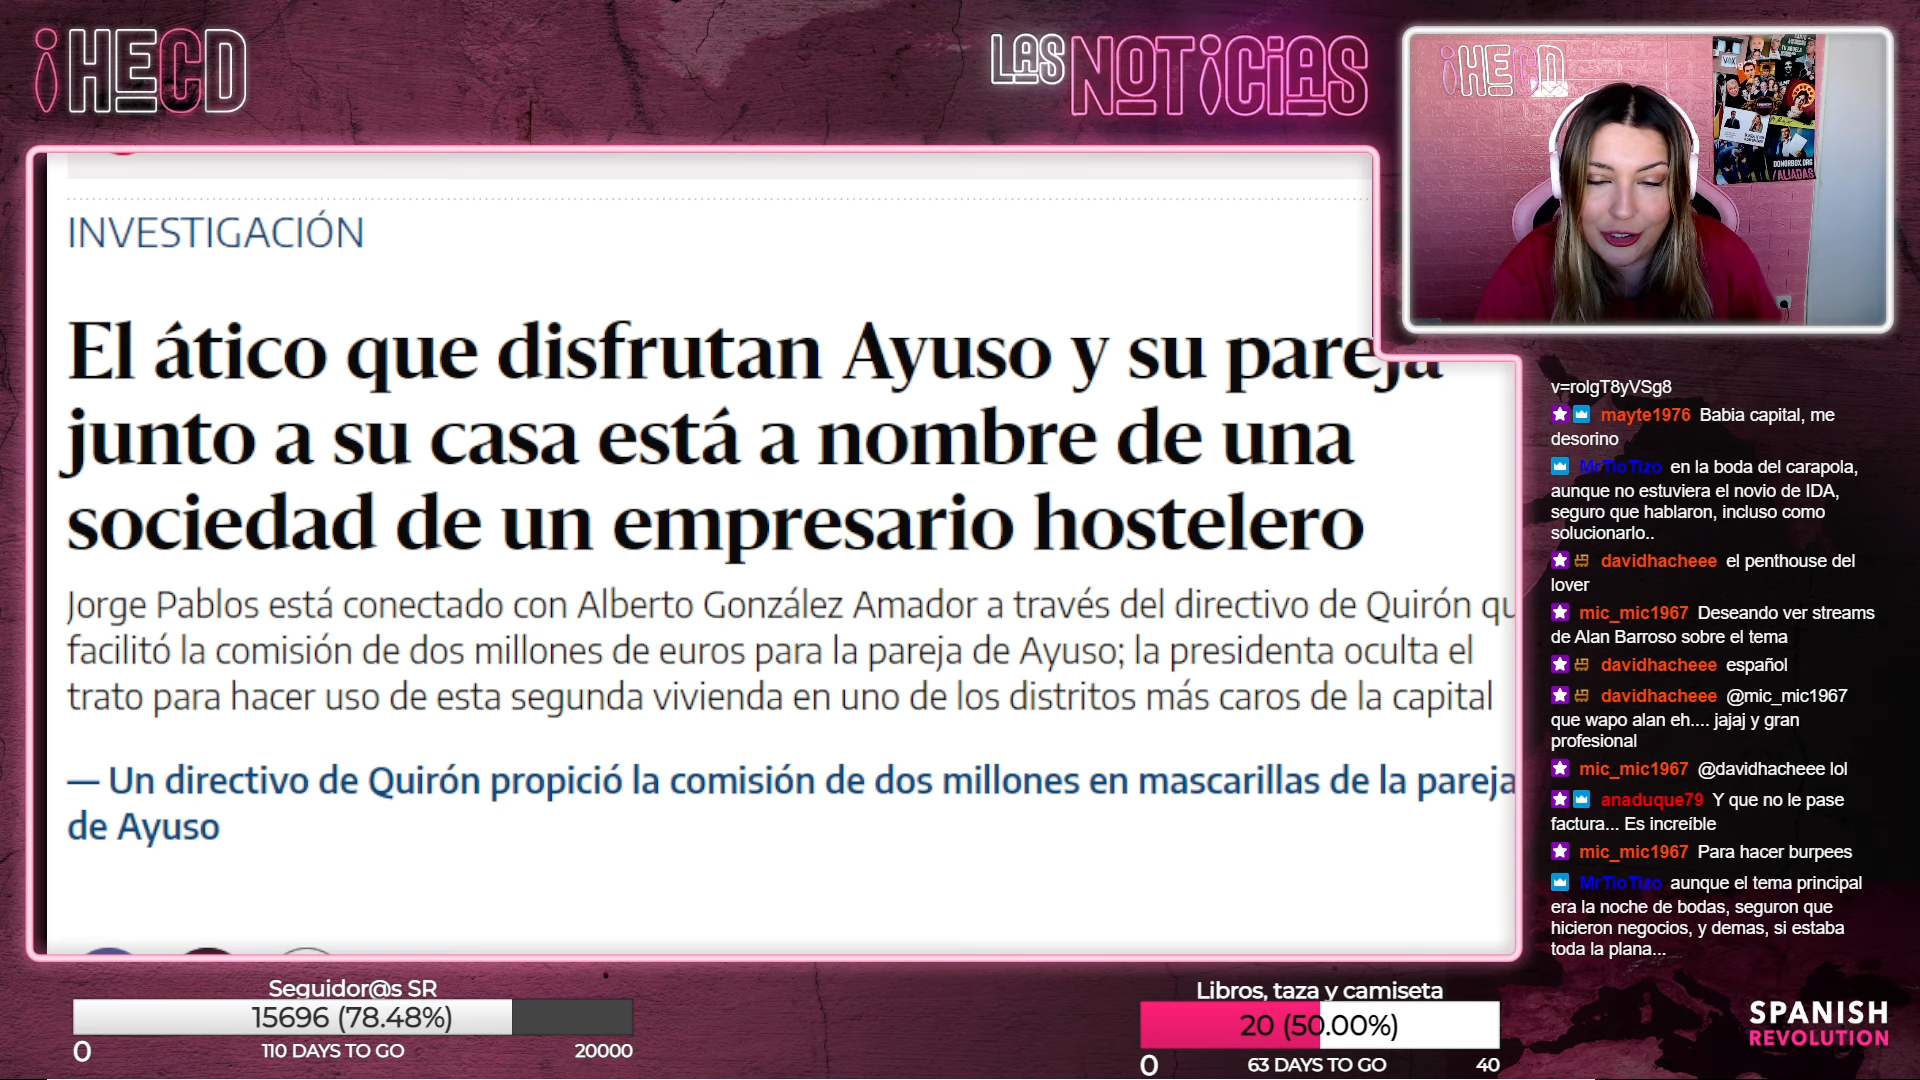 ¡HECD
LAS NOTICIAS
¡HECD
VOX
DONORBOX.ORG
/ALIADAS
INVESTIGACIÓN
El ático que disfrutan Ayuso y su pareja
junto a su casa está a nombre de una
sociedad de un empresario hostelero
Jorge Pablos está conectado con Alberto González Amador a través del directivo de Quirón qu
facilitó la comisión de dos millones de euros para la pareja de Ayuso; la presidenta oculta el
trato para hacer uso de esta segunda vivienda en uno de los distritos más caros de la capital
— Un directivo de Quirón propició la comisión de dos millones en mascarillas de la pareja
de Ayuso
v=rolgT8yVSg8
mayte1976 Babia capital, me
desorino
MrTioTizo en la boda del carapola,
aunque no estuviera el novio de IDA,
seguro que hablaron, incluso como
solucionarlo..
davidhacheee el penthouse del
lover
mic_mic1967 Deseando ver streams
de Alan Barroso sobre el tema
davidhacheee español
davidhacheee @mic_mic1967
que wapo alan eh.... jajaj y gran
profesional
mic_mic1967 @davidhacheee lol
anaduque79 Y que no le pase
factura... Es increíble
mic_mic1967 Para hacer burpees
MrTioTizo aunque el tema principal
era la noche de bodas, seguron que
hicieron negocios, y demas, si estaba
toda la plana...
Seguidor@s SR
15696 (78.48%)
0 110 DAYS TO GO 20000
Libros, taza y camiseta
20 (50.00%)
0 63 DAYS TO GO 40
SPANISH
REVOLUTION